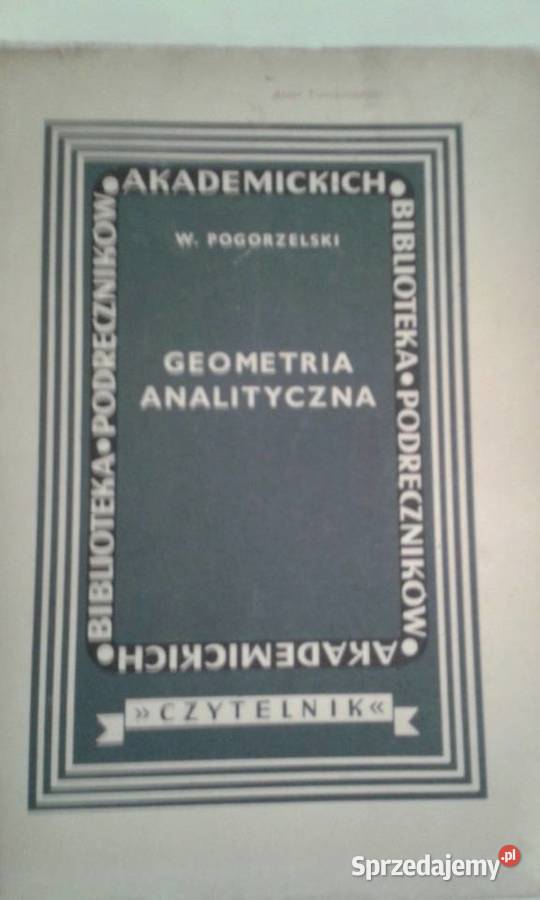 AKADEMICKICH
BIBLIOTEKA • PODRĘCZNIKÓW
BIBLIOTEKA • PODRĘCZNIKÓW
AKADEMICKICH
W. POGORZELSKI
GEOMETRIA
ANALITYCZNA
»CZYTELNIK«
Sprzedajemy.pl